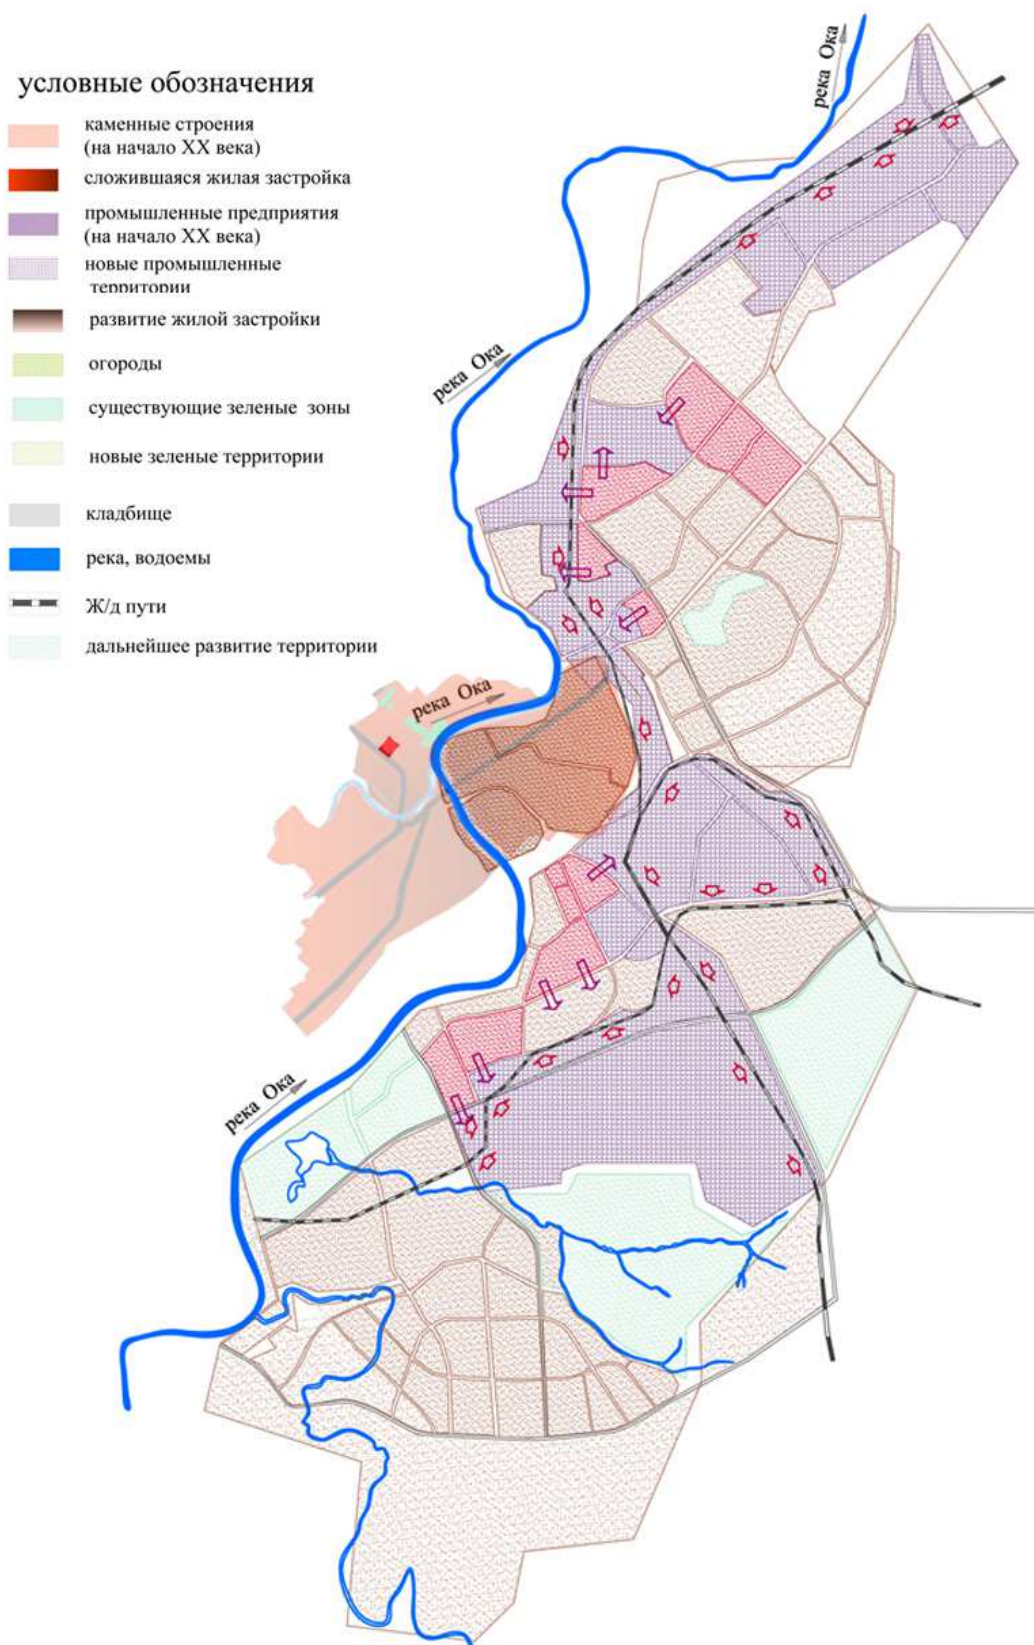 условные обозначения
каменные строения
(на начало XX века)
сложившаяся жилая застройка
промышленные предприятия
(на начало XX века)
новые промышленные
территории
развитие жилой застройки
огороды
существующие зеленые зоны
новые зеленые территории
кладбище
река, водоемы
Ж/д пути
дальнейшее развитие территории
река Ока
река Ока
река Ока
река Ока